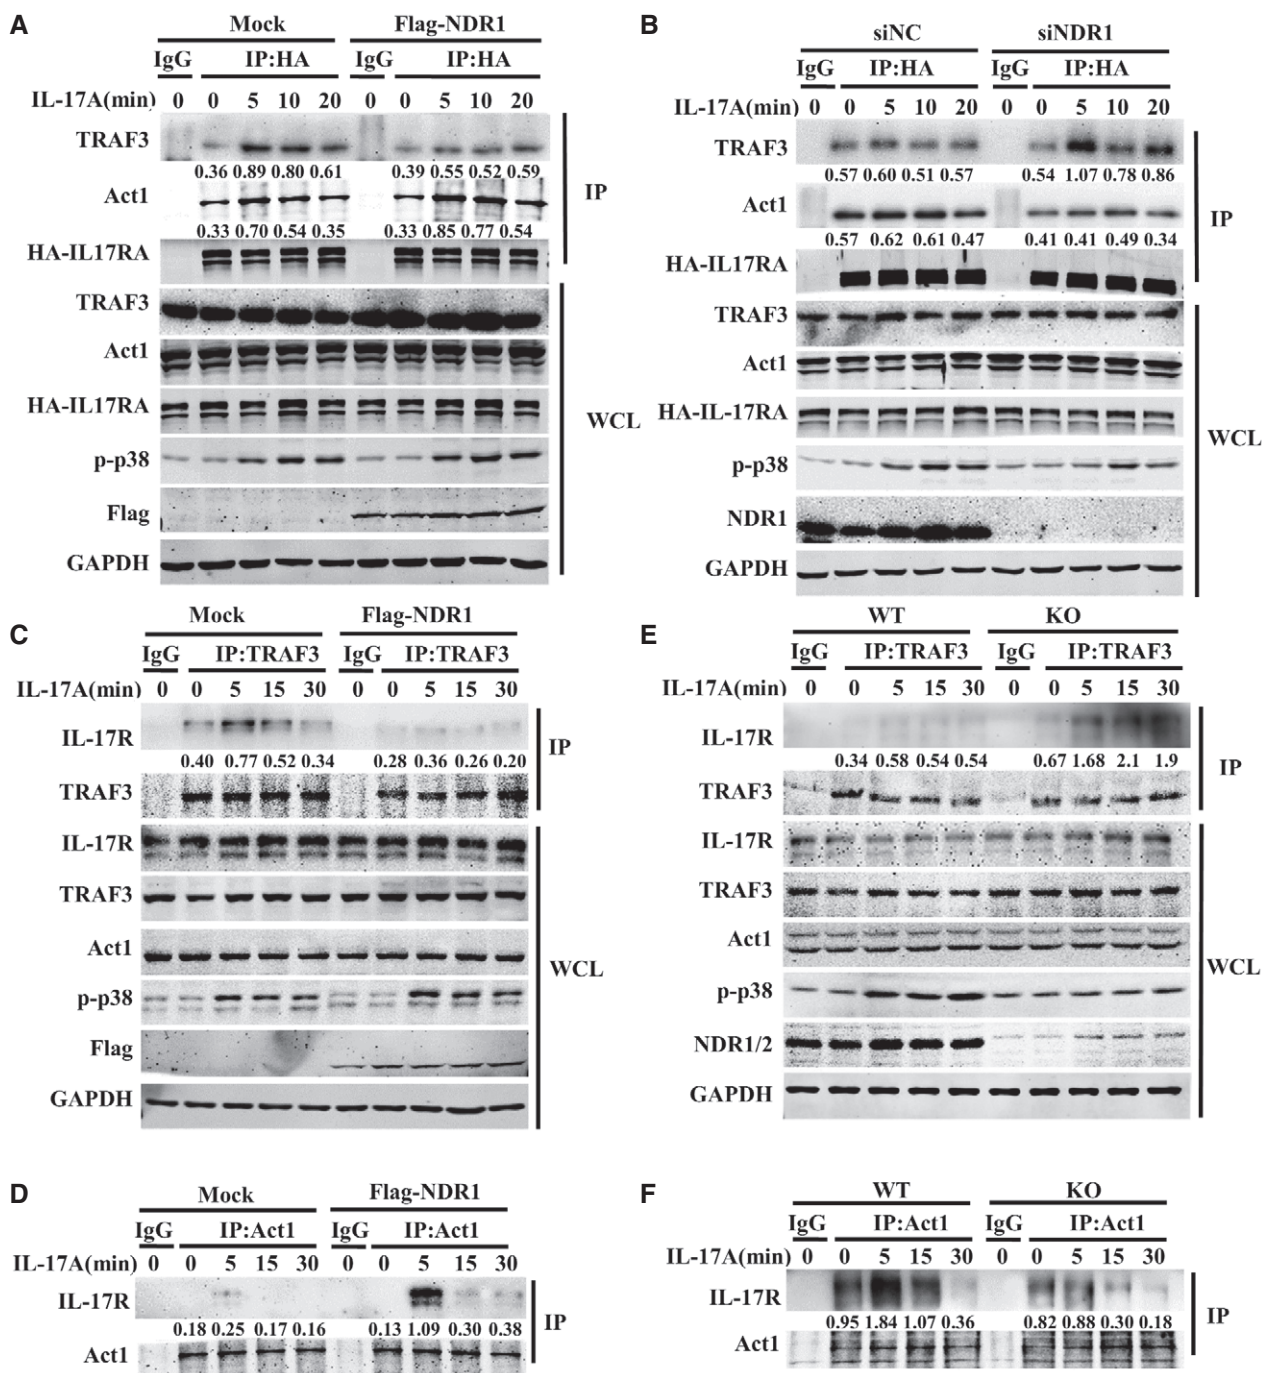 A
Mock Flag-NDR1
IgG IP:HA IgG IP:HA
IL-17A(min) 0 0 5 10 20 0 0 5 10 20
TRAF3
0.36 0.89 0.80 0.61 0.39 0.55 0.52 0.59
Act1
IP
0.33 0.70 0.54 0.35 0.33 0.85 0.77 0.54
HA-IL17RA
TRAF3
Act1
HA-IL17RA
WCL
p-p38
Flag
GAPDH
B
siNC siNDR1
IgG IP:HA IgG IP:HA
IL-17A(min) 0 0 5 10 20 0 0 5 10 20
TRAF3
0.57 0.60 0.51 0.57 0.54 1.07 0.78 0.86
Act1
IP
0.57 0.62 0.61 0.47 0.41 0.41 0.49 0.34
HA-IL17RA
TRAF3
Act1
HA-IL-17RA
WCL
p-p38
NDR1
GAPDH
C
Mock Flag-NDR1
IgG IP:TRAF3 IgG IP:TRAF3
IL-17A(min) 0 0 5 15 30 0 0 5 15 30
IL-17R
IP
0.40 0.77 0.52 0.34 0.28 0.36 0.26 0.20
TRAF3
IL-17R
TRAF3
Act1
WCL
p-p38
Flag
GAPDH
E
WT KO
IgG IP:TRAF3 IgG IP:TRAF3
IL-17A(min) 0 0 5 15 30 0 0 5 15 30
IL-17R
0.34 0.58 0.54 0.54 0.67 1.68 2.1 1.9
IP
TRAF3
IL-17R
TRAF3
Act1
WCL
p-p38
NDR1/2
GAPDH
D
Mock Flag-NDR1
IgG IP:Act1 IgG IP:Act1
IL-17A(min) 0 0 5 15 30 0 0 5 15 30
IL-17R
IP
0.18 0.25 0.17 0.16 0.13 1.09 0.30 0.38
Act1
F
WT KO
IgG IP:Act1 IgG IP:Act1
IL-17A(min) 0 0 5 15 30 0 0 5 15 30
IL-17R
IP
0.95 1.84 1.07 0.36 0.82 0.88 0.30 0.18
Act1